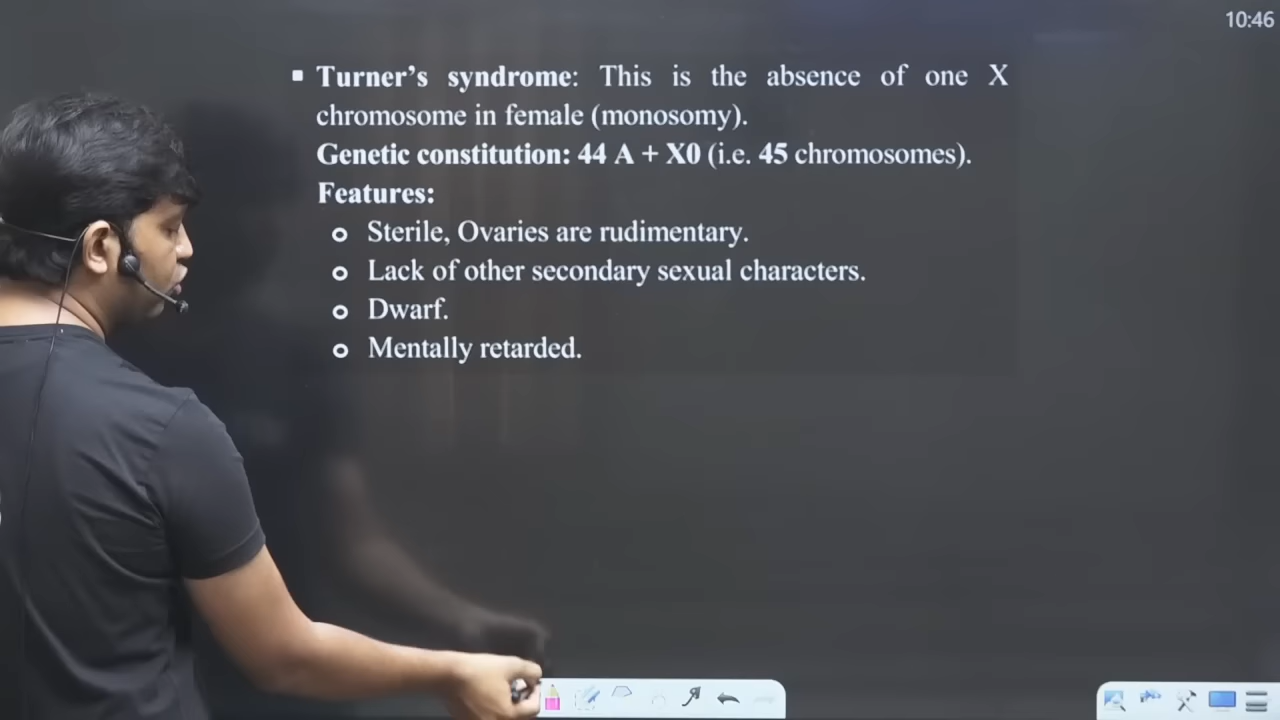 10:46
▪ Turner’s syndrome: This is the absence of one X
chromosome in female (monosomy).
Genetic constitution: 44 A + X0 (i.e. 45 chromosomes).
Features:
o Sterile, Ovaries are rudimentary.
o Lack of other secondary sexual characters.
o Dwarf.
o Mentally retarded.